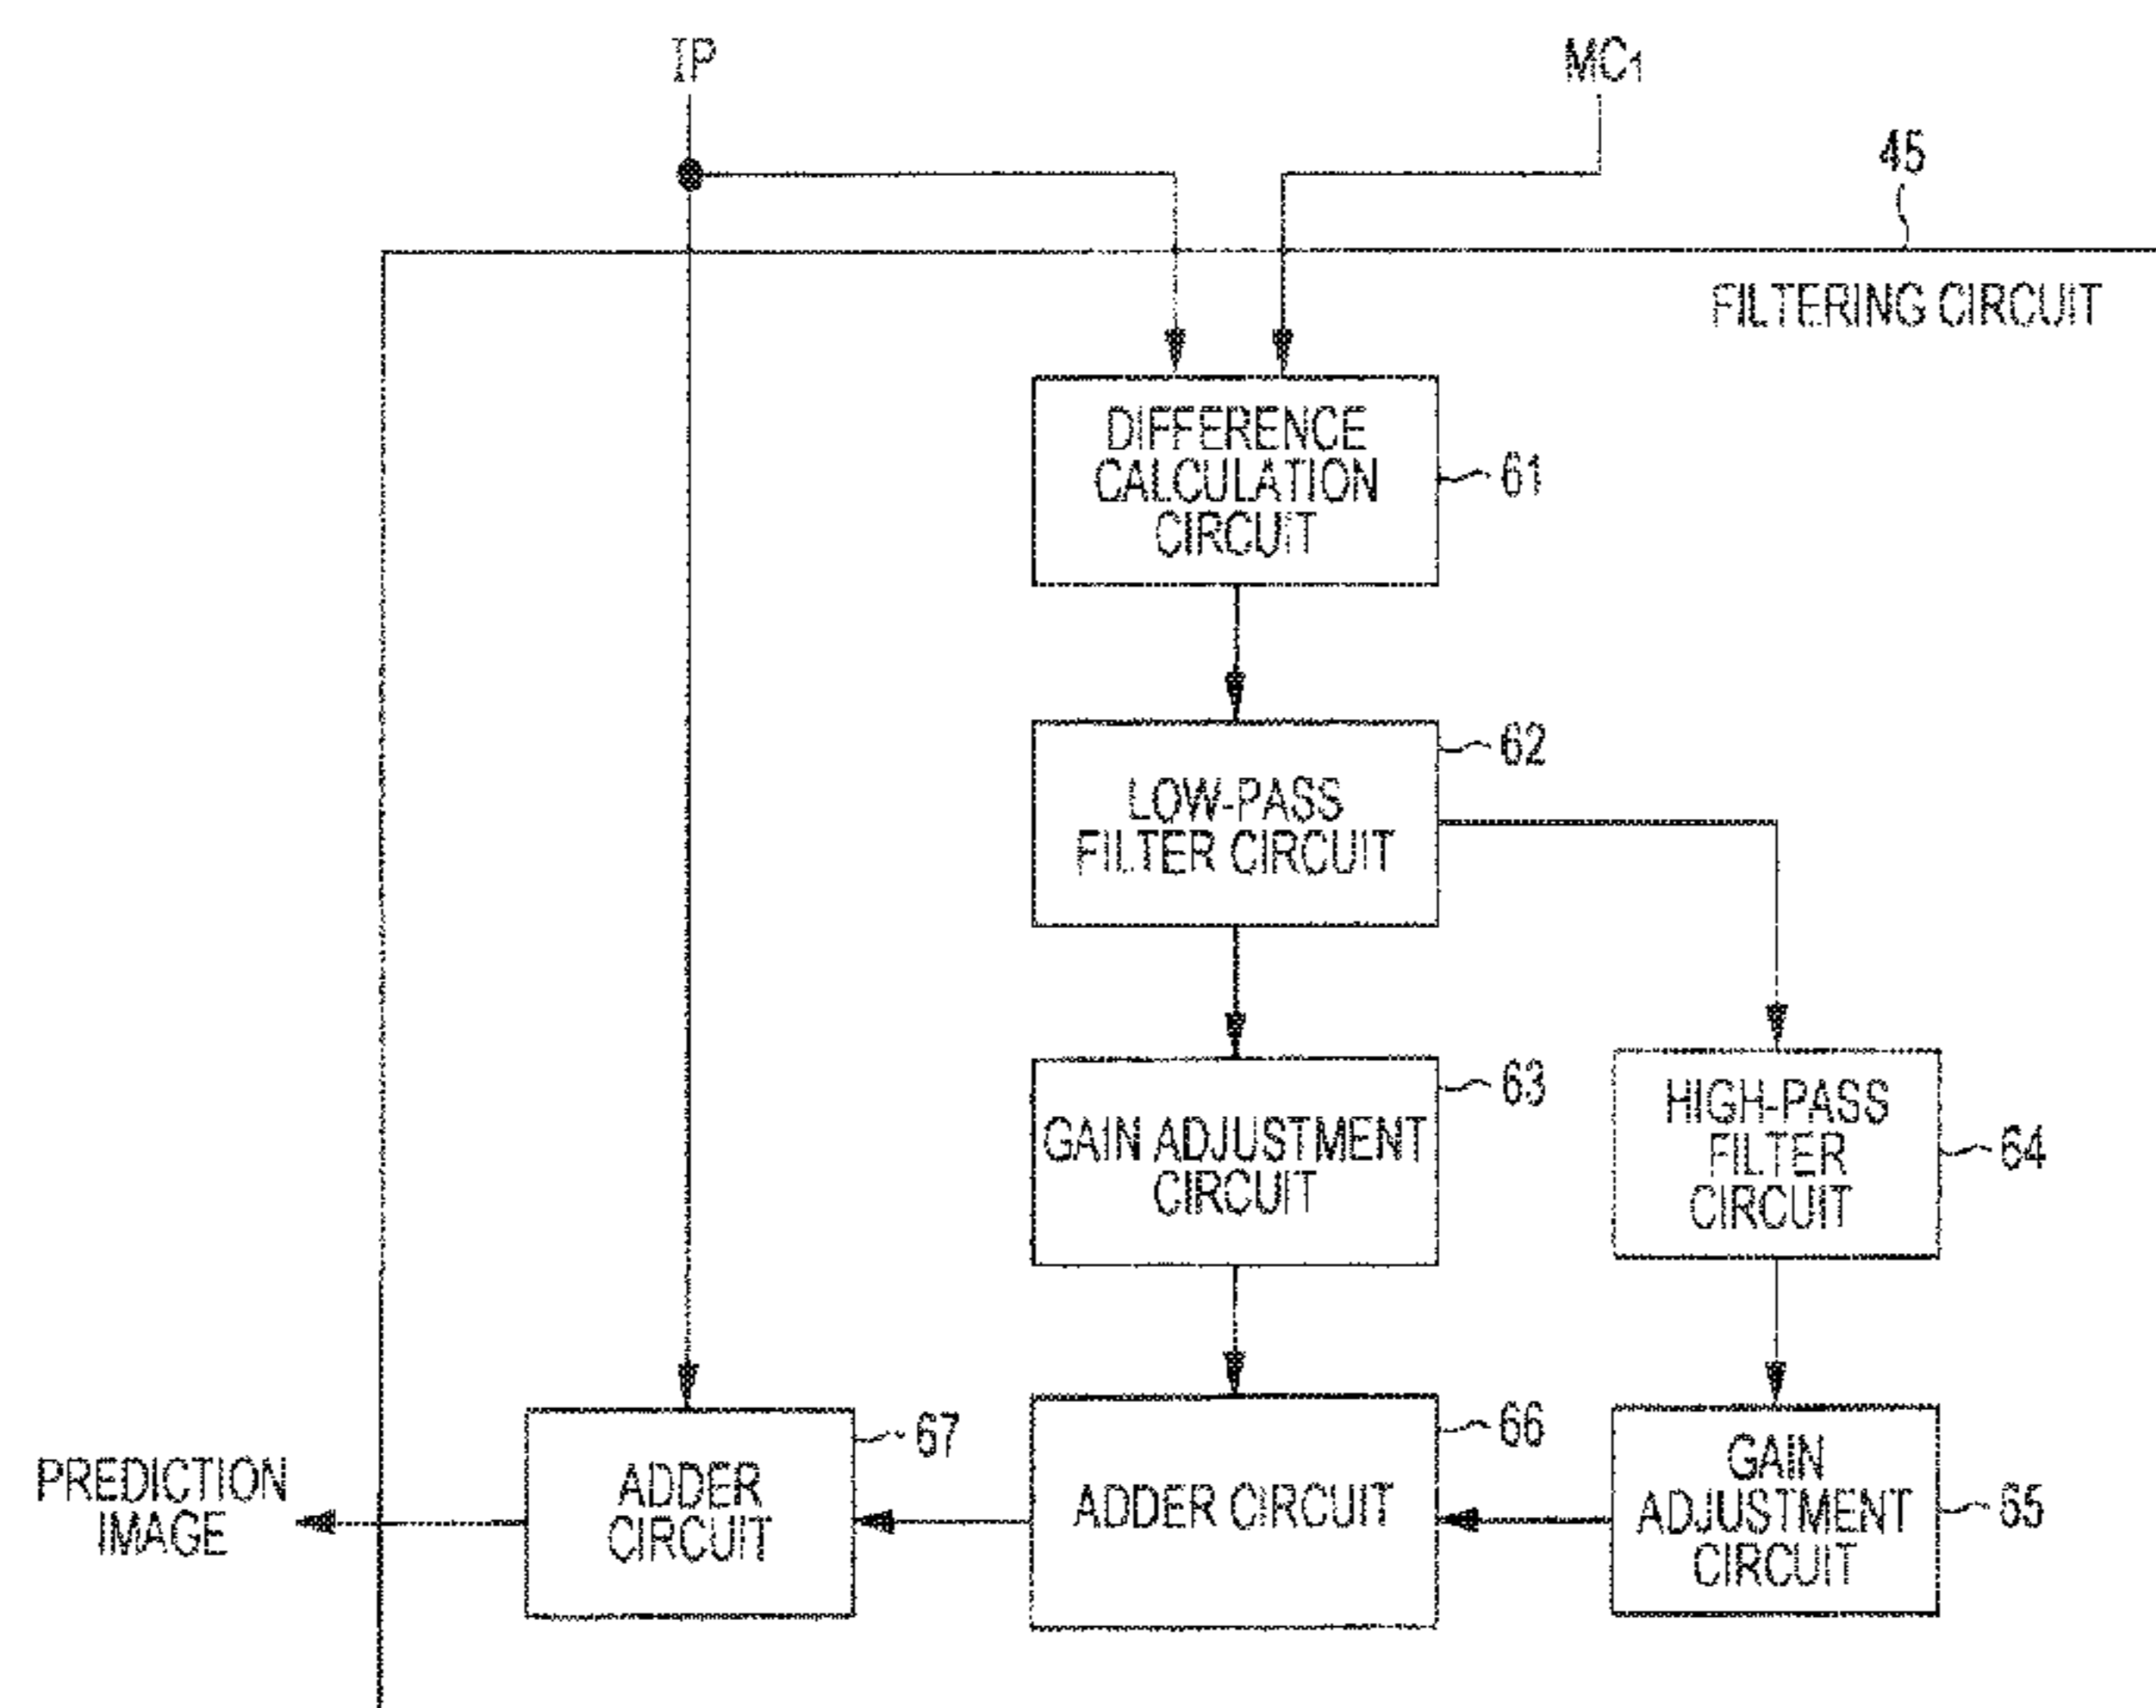 IP
MC1
45
FILTERING CIRCUIT
DIFFERENCE
CALCULATION
CIRCUIT
61
LOW-PASS
FILTER CIRCUIT
62
GAIN ADJUSTMENT
CIRCUIT
63
HIGH-PASS
FILTER
CIRCUIT
64
PREDICTION
IMAGE
ADDER
CIRCUIT
67
ADDER CIRCUIT
66
GAIN
ADJUSTMENT
CIRCUIT
65